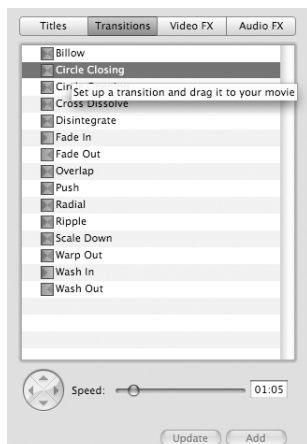 Titles Transitions Video FX Audio FX
Billow
Circle Closing
Set up a transition and drag it to your movie
Cross Dissolve
Disintegrate
Fade In
Fade Out
Overlap
Push
Radial
Ripple
Scale Down
Warp Out
Wash In
Wash Out
Speed: 01:05
Update Add